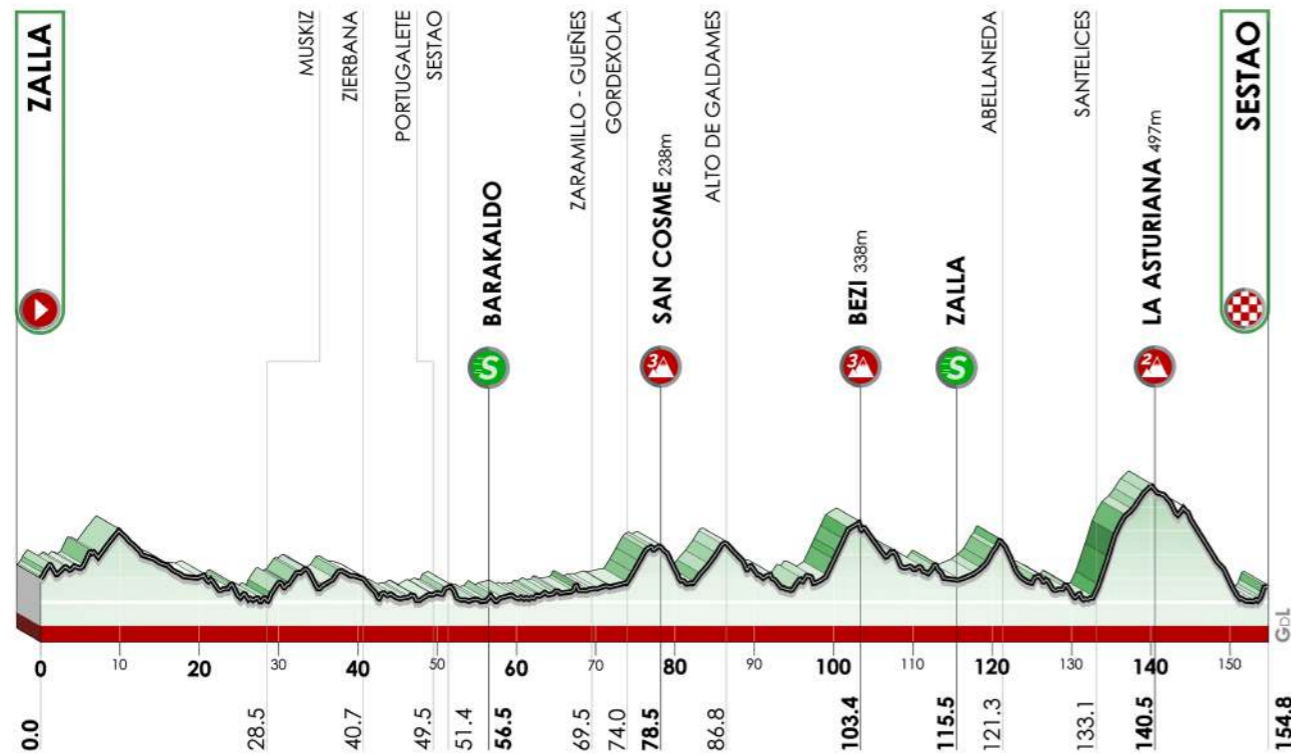 ZALLA
MUSKIZ
ZIERBANA
PORTUGALETE
SESTAO
BARAKALDO
ZARAMILLO - GUEÑES
GORDEXOLA
SAN COSME 238m
ALTO DE GALDAMES
BEZI 338m
ZALLA
ABELLANEDA
SANTELICES
LA ASTURIANA 497m
SESTAO
S
3
3
S
2
GDL
0 10 20 30 40 50 60 70 80 90 100 110 120 130 140 150
0.0
28.5
40.7
49.5
51.4
56.5
69.5
74.0
78.5
86.8
103.4
115.5
121.3
133.1
140.5
154.8